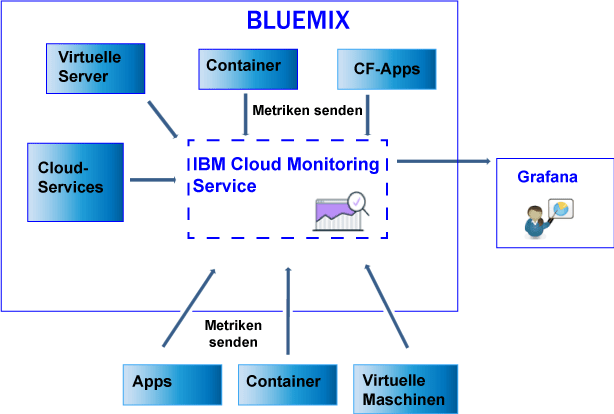 BLUEMIX
Virtuelle
Server
Container
CF-Apps
Metriken senden
Cloud-
Services
IBM Cloud Monitoring
Service
Grafana
Metriken
senden
Apps
Container
Virtuelle
Maschinen